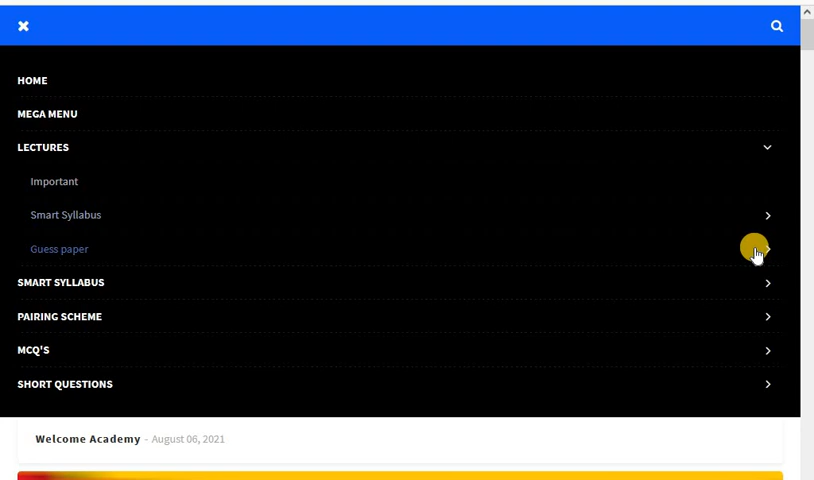 HOME
MEGA MENU
LECTURES
Important
Smart Syllabus
Guess paper
SMART SYLLABUS
PAIRING SCHEME
MCQ'S
SHORT QUESTIONS
Welcome Academy - August 06, 2021